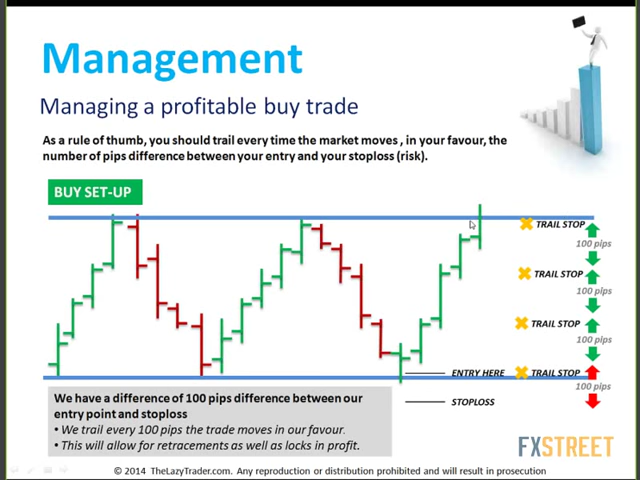 Management
Managing a profitable buy trade
As a rule of thumb, you should trail every time the market moves , in your favour, the
number of pips difference between your entry and your stoploss (risk).
BUY SET-UP
TRAIL STOP
100 pips
TRAIL STOP
100 pips
TRAIL STOP
100 pips
ENTRY HERE
TRAIL STOP
100 pips
STOPLOSS
We have a difference of 100 pips difference between our
entry point and stoploss
• We trail every 100 pips the trade moves in our favour.
• This will allow for retracements as well as locks in profit.
FXSTREET
© 2014 TheLazyTrader.com. Any reproduction or distribution prohibited and will result in prosecution